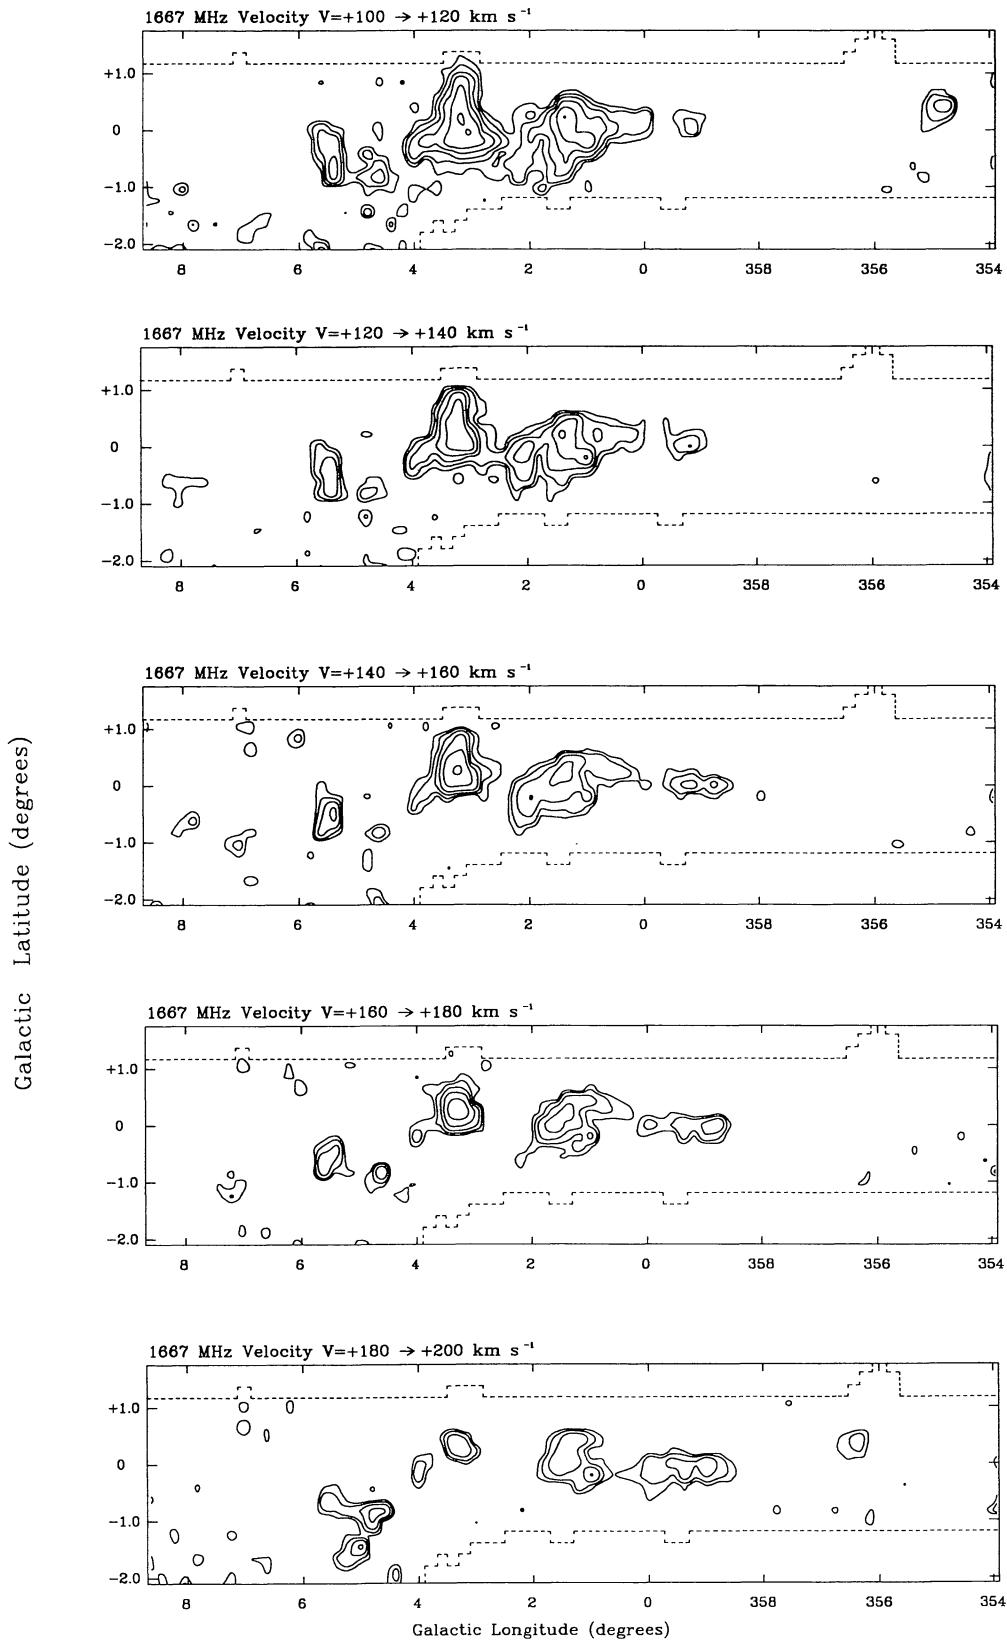 1667 MHz Velocity V=+100 → +120 km s⁻¹
+1.0
0
−1.0
−2.0
8 6 4 2 0 358 356 354
1667 MHz Velocity V=+120 → +140 km s⁻¹
+1.0
0
−1.0
−2.0
8 6 4 2 0 358 356 354
1667 MHz Velocity V=+140 → +160 km s⁻¹
+1.0
0
−1.0
−2.0
8 6 4 2 0 358 356 354
Galactic Latitude (degrees)
1667 MHz Velocity V=+160 → +180 km s⁻¹
+1.0
0
−1.0
−2.0
8 6 4 2 0 358 356 354
1667 MHz Velocity V=+180 → +200 km s⁻¹
+1.0
0
−1.0
−2.0
8 6 4 2 0 358 356 354
Galactic Longitude (degrees)